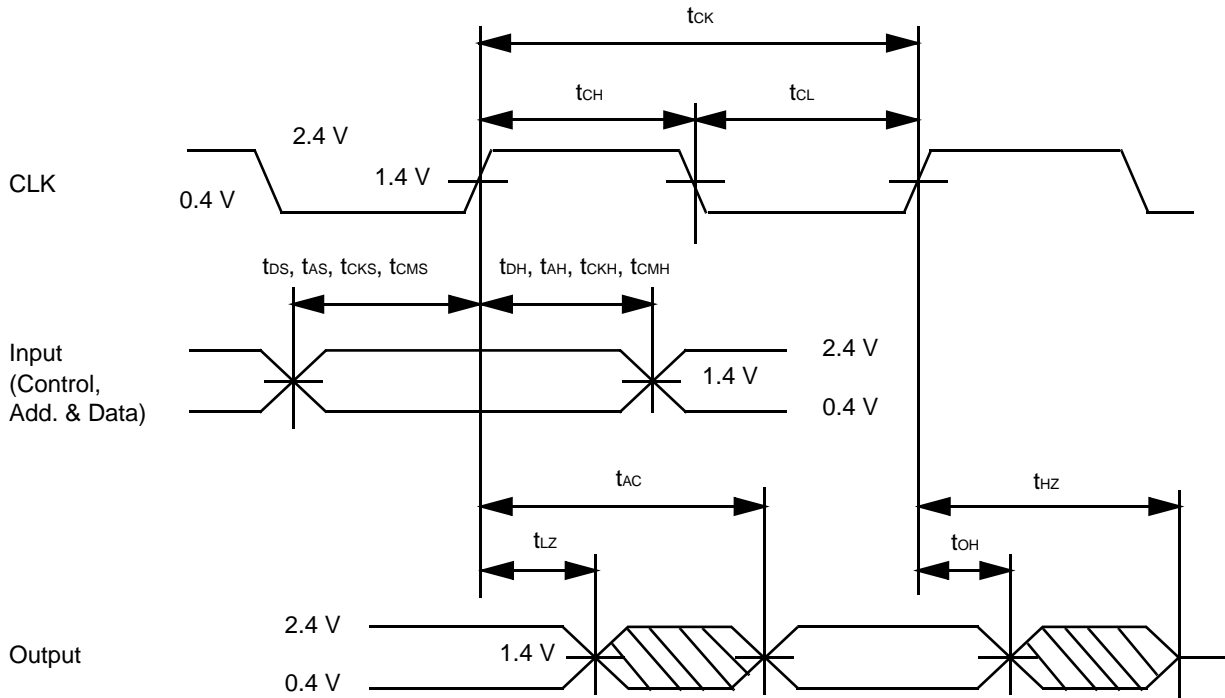 tCK
tCH
tCL
2.4 V
CLK
1.4 V
0.4 V
tDS, tAS, tCKS, tCMS
tDH, tAH, tCKH, tCMH
Input
(Control,
Add. & Data)
2.4 V
1.4 V
0.4 V
tAC
tHZ
tLZ
tOH
2.4 V
Output
1.4 V
0.4 V